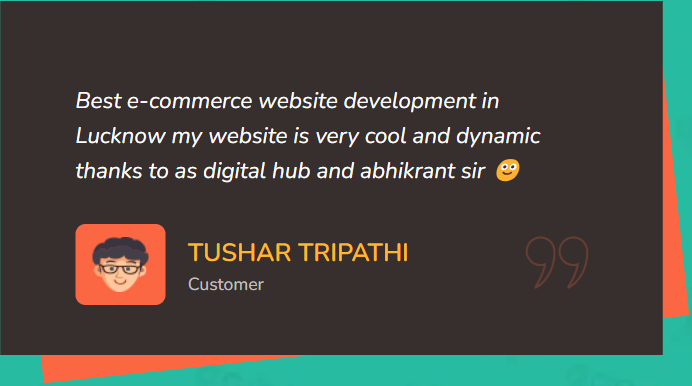 Best e-commerce website development in
Lucknow my website is very cool and dynamic
thanks to as digital hub and abhikrant sir 🫠
TUSHAR TRIPATHI
Customer